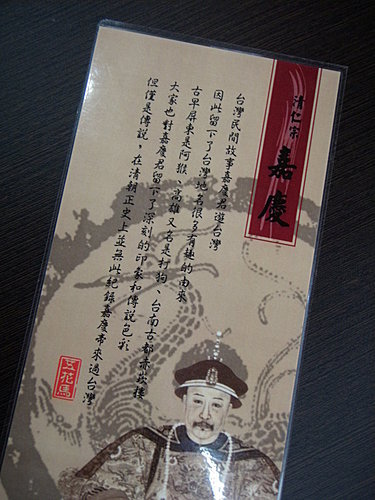 清仁宗
嘉慶
台灣民間故事嘉慶君遊台灣
因此留下了台灣地名很多有趣的由來
古早屏東是阿猴、高雄又名是打狗、台南古都赤崁樓
大家也對嘉慶君留下了深刻的印象和傳說色彩
但僅是傳說，在清朝正史上並無此紀錄嘉慶帝來過台灣
五花馬